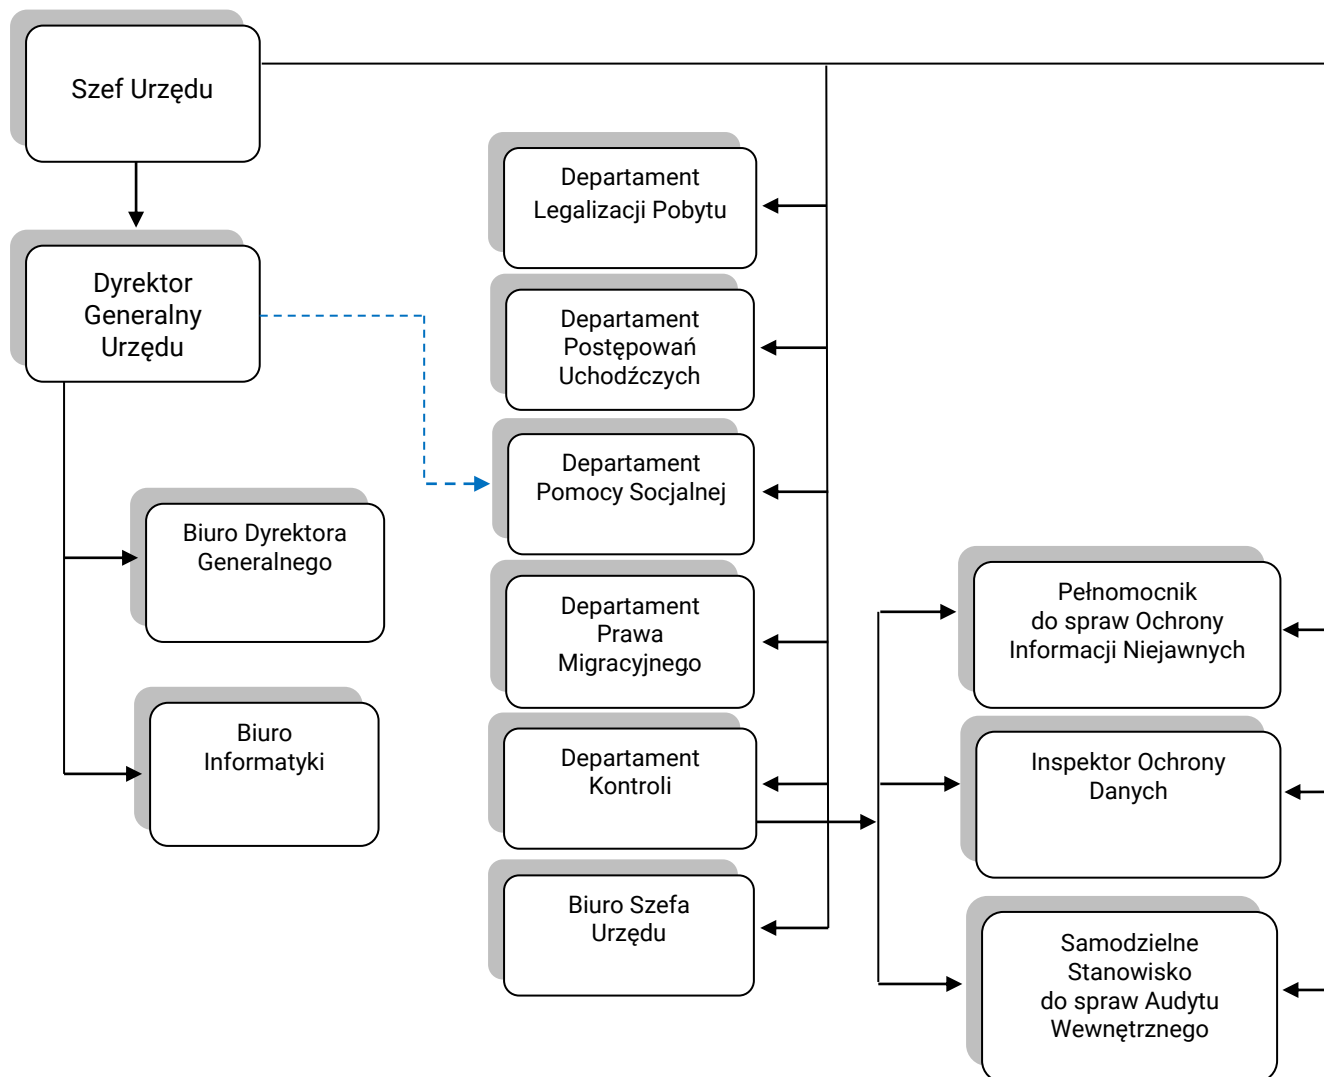 Szef Urzędu
Dyrektor
Generalny
Urzędu
Biuro Dyrektora
Generalnego
Biuro
Informatyki
Departament
Legalizacji Pobytu
Departament
Postępowań
Uchodźczych
Departament
Pomocy Socjalnej
Departament
Prawa
Migracyjnego
Departament
Kontroli
Biuro Szefa
Urzędu
Pełnomocnik
do spraw Ochrony
Informacji Niejawnych
Inspektor Ochrony
Danych
Samodzielne
Stanowisko
do spraw Audytu
Wewnętrznego